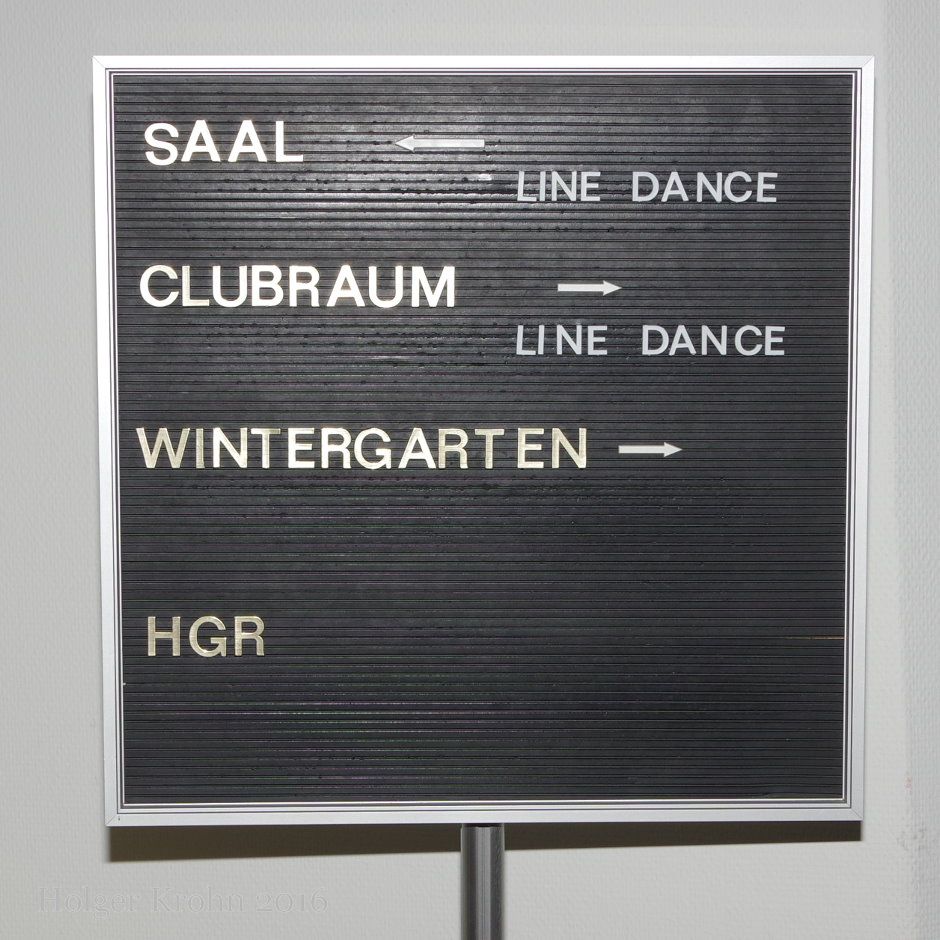 SAAL ←
LINE DANCE
CLUBRAUM →
LINE DANCE
WINTERGARTEN →
HGR
Holger Krohn 2016